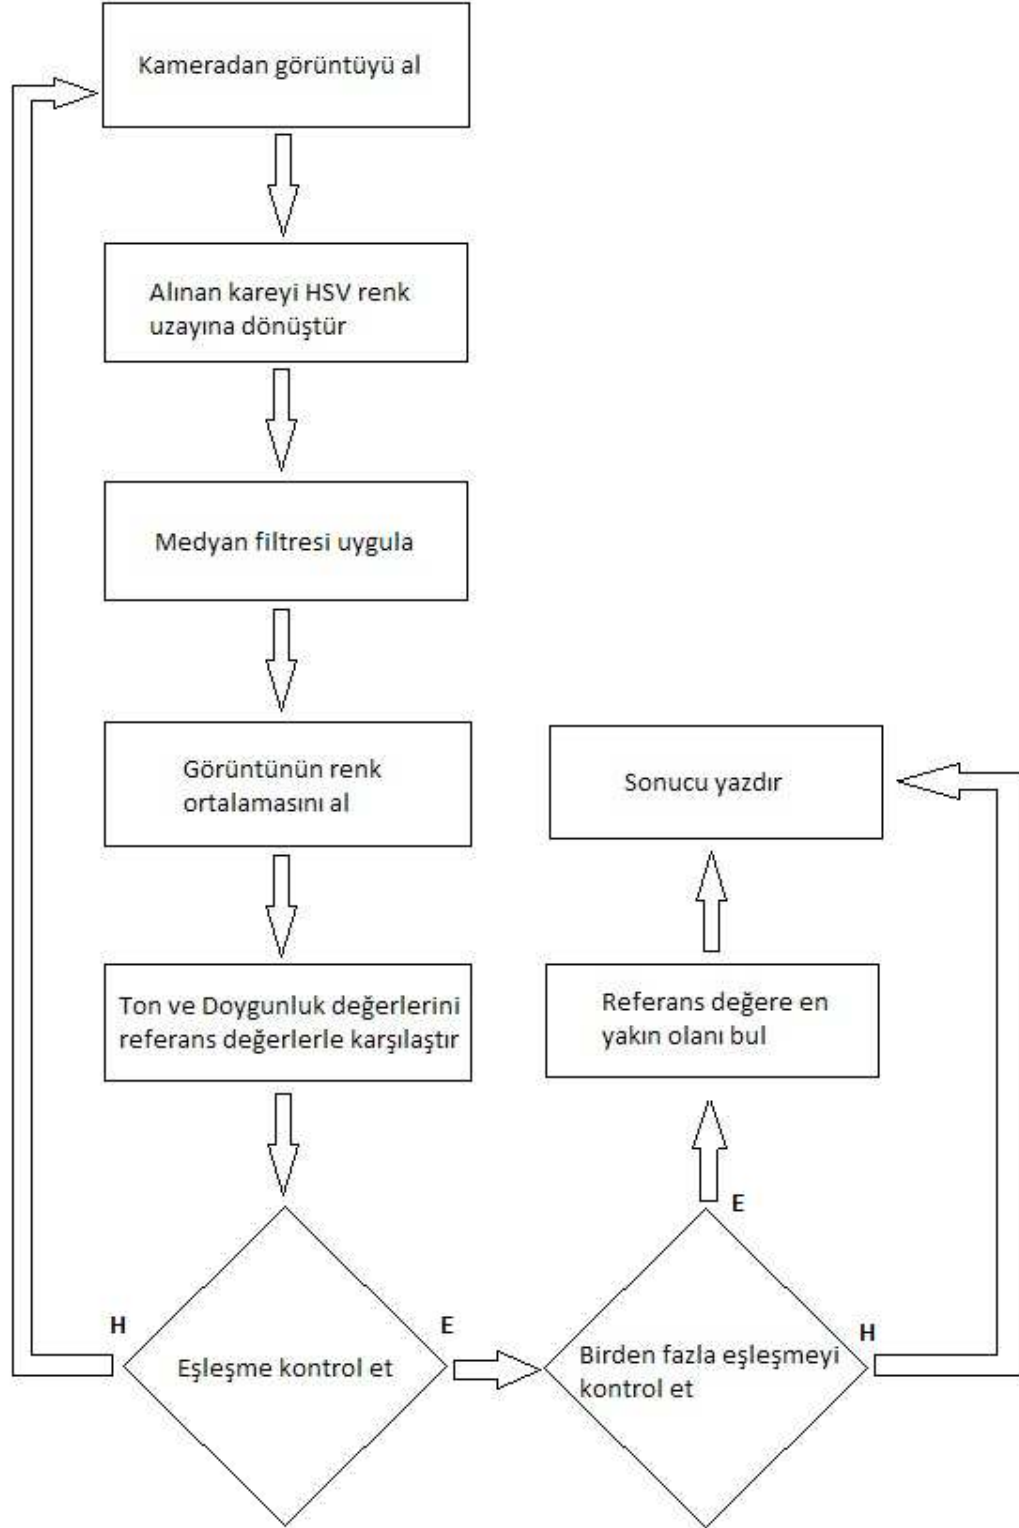 Kameradan görüntüyü al
Alınan kareyi HSV renk
uzayına dönüştür
Medyan filtresi uygula
Görüntünün renk
ortalamasını al
Ton ve Doygunluk değerlerini
referans değerlerle karşılaştır
H
Eşleşme kontrol et
E
Birden fazla eşleşmeyi
kontrol et
E
H
Referans değere en
yakın olanı bul
Sonucu yazdır